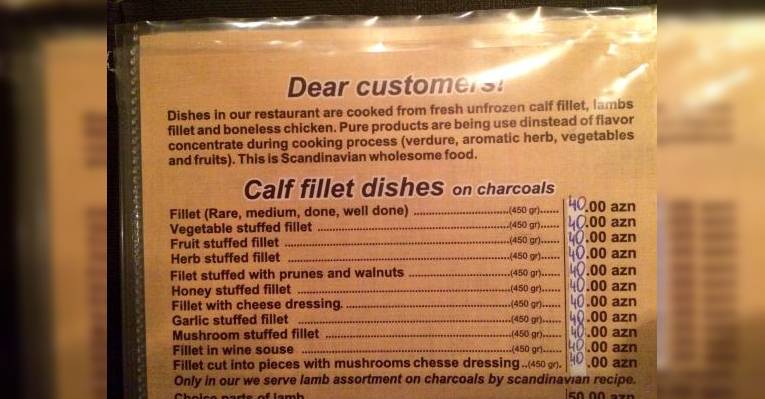 Dear customers!
Dishes in our restaurant are cooked from fresh unfrozen calf fillet, lambs
fillet and boneless chicken. Pure products are being use dinstead of flavor
concentrate during cooking process (verdure, aromatic herb, vegetables
and fruits). This is Scandinavian wholesome food.
Calf fillet dishes on charcoals
Fillet (Rare, medium, done, well done) ..........................(450 gr)..... 40.00 azn
Vegetable stuffed fillet ....................................................(450 gr)..... 40.00 azn
Fruit stuffed fillet .............................................................(450 gr)..... 40.00 azn
Herb stuffed fillet .............................................................(450 gr)..... 40.00 azn
Filet stuffed with prunes and walnuts ............................(450 gr)..... 40.00 azn
Honey stuffed fillet ...........................................................(450 gr)..... 40.00 azn
Fillet with cheese dressing. .............................................(450 gr)..... 40.00 azn
Garlic stuffed fillet ...........................................................(450 gr)..... 40.00 azn
Mushroom stuffed fillet ....................................................(450 gr)..... 40.00 azn
Fillet in wine souse ..........................................................(450 gr)..... 40.00 azn
Fillet cut into pieces with mushrooms chesse dressing ..(450 gr). 40.00 azn
Only in our we serve lamb assortment on charcoals by scandinavian recipe.
Choice parts of lamb 50.00 azn